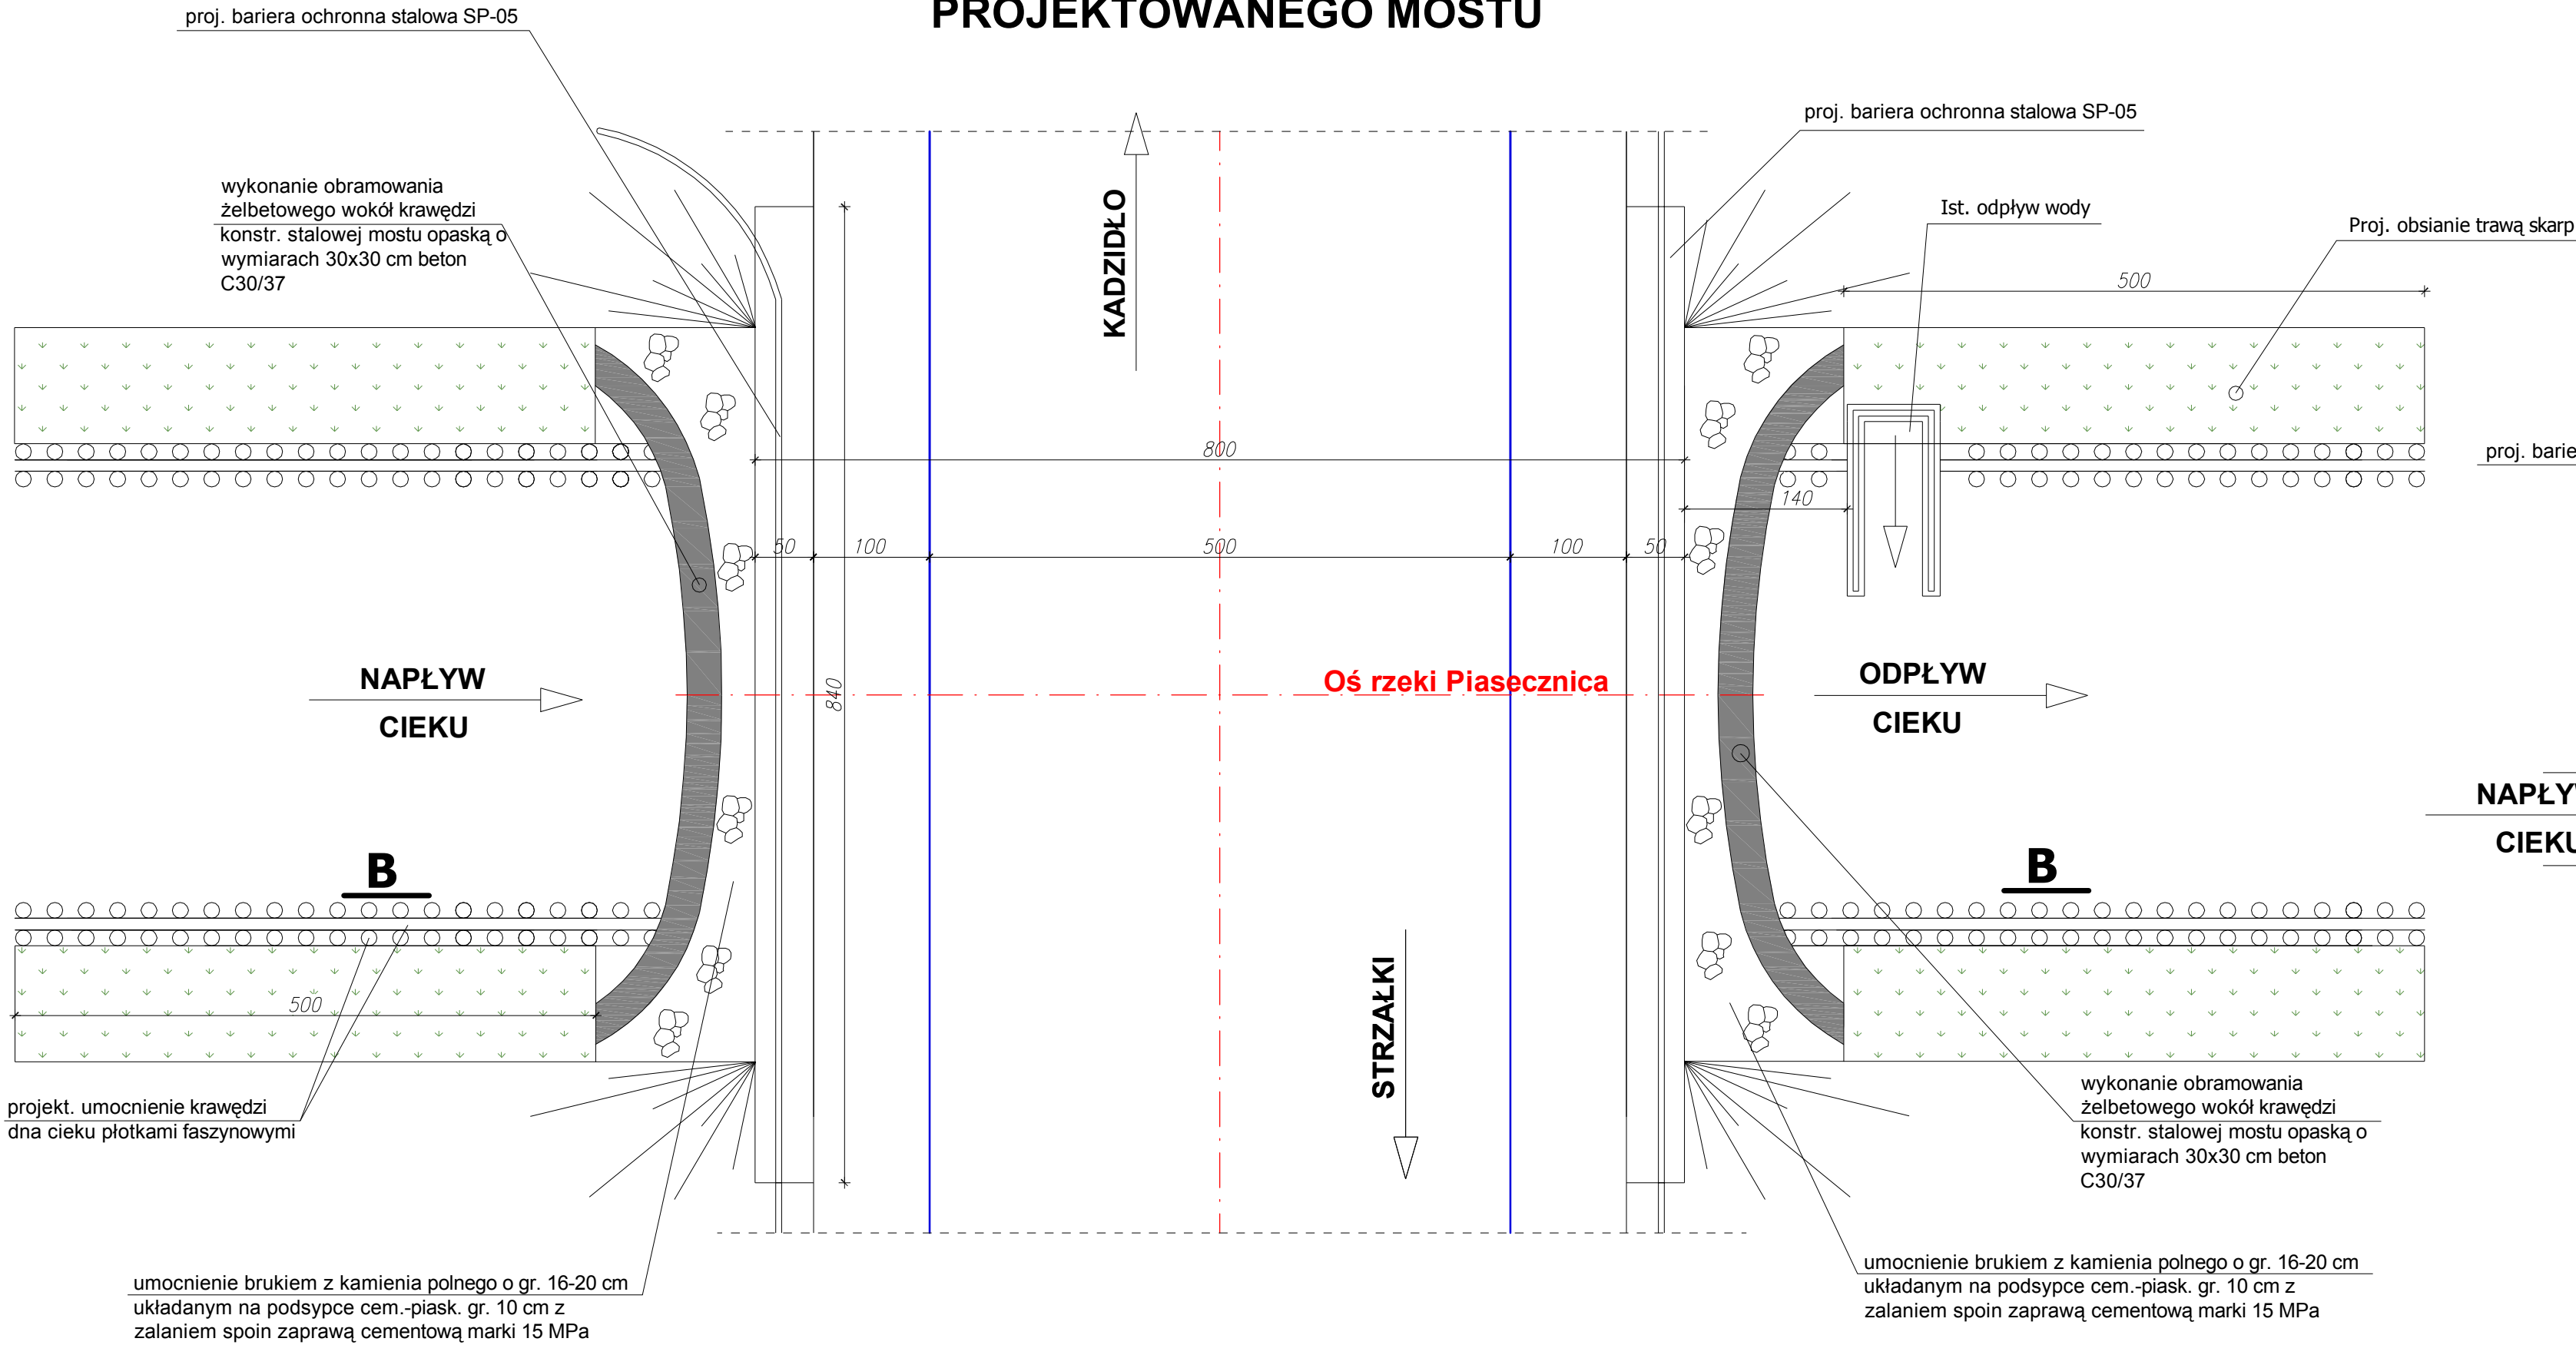 PROJEKTOWANEGO MOSTU
proj. bariera ochronna stalowa SP-05
proj. bariera ochronna stalowa SP-05
wykonanie obramowania
żelbetowego wokół krawędzi
konstr. stalowej mostu opaską o
wymiarach 30x30 cm beton
C30/37
KADZIDŁO
Ist. odpływ wody
Proj. obsianie trawą skarp
500
800
proj. barie
140
50
100
500
100
50
NAPŁYW
CIEKU
840
Oś rzeki Piasecznica
ODPŁYW
CIEKU
NAPŁYW
CIEKU
B
B
500
STRZAŁKI
projekt. umocnienie krawędzi
dna cieku płotkami faszynowymi
wykonanie obramowania
żelbetowego wokół krawędzi
konstr. stalowej mostu opaską o
wymiarach 30x30 cm beton
C30/37
umocnienie brukiem z kamienia polnego o gr. 16-20 cm
układanym na podsypce cem.-piask. gr. 10 cm z
zalaniem spoin zaprawą cementową marki 15 MPa
umocnienie brukiem z kamienia polnego o gr. 16-20 cm
układanym na podsypce cem.-piask. gr. 10 cm z
zalaniem spoin zaprawą cementową marki 15 MPa